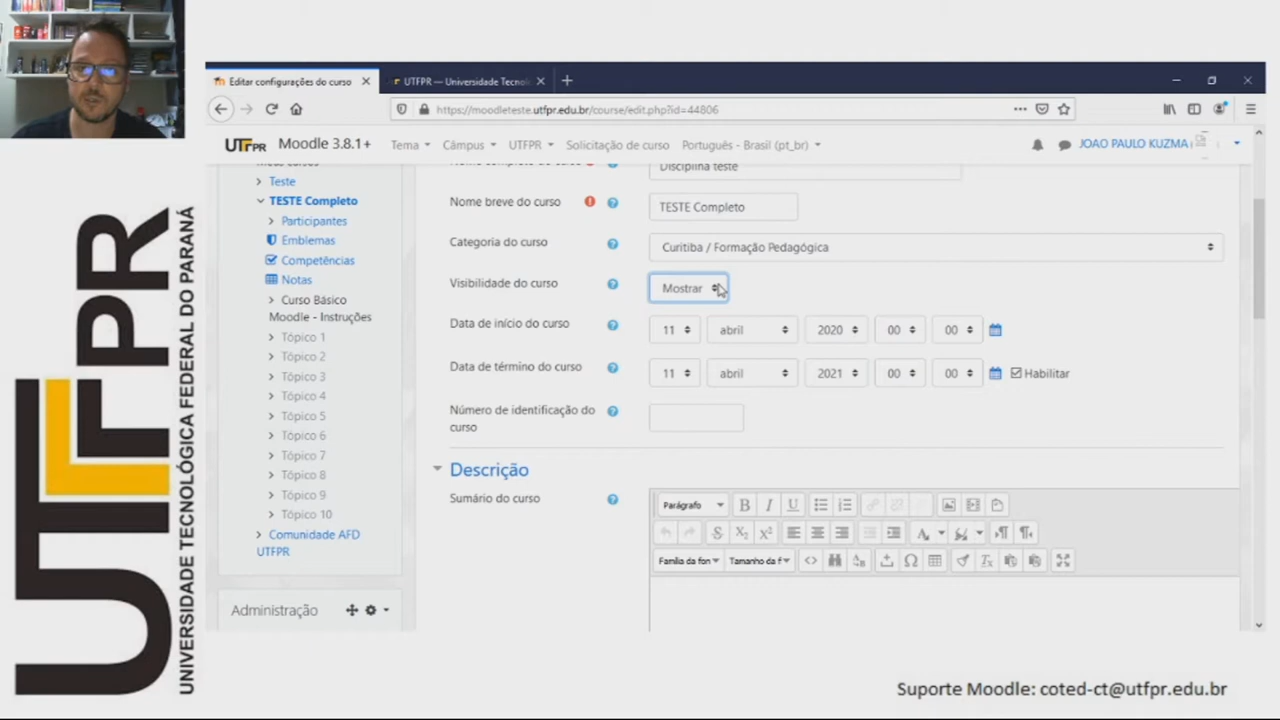 Editar configurações do curso
UTFPR — Universidade Tecnol
https://moodleteste.utfpr.edu.br/course/edit.php?id=44806
UTFPR Moodle 3.8.1+ Tema Câmpus UTFPR Solicitação de curso Português - Brasil (pt_br) JOAO PAULO KUZMA
Teste
TESTE Completo
Participantes
Emblemas
Competências
Notas
Curso Básico
Moodle - Instruções
Tópico 1
Tópico 2
Tópico 3
Tópico 4
Tópico 5
Tópico 6
Tópico 7
Tópico 8
Tópico 9
Tópico 10
Comunidade AFD
UTFPR
Administração
Disciplina teste
Nome breve do curso TESTE Completo
Categoria do curso Curitiba / Formação Pedagógica
Visibilidade do curso Mostrar
Data de início do curso 11 abril 2020 00 00
Data de término do curso 11 abril 2021 00 00 Habilitar
Número de identificação do
curso
Descrição
Sumário do curso
Parágrafo
Família da fon Tamanho da f
UTFPR
UNIVERSIDADE TECNOLÓGICA FEDERAL DO PARANÁ
Suporte Moodle: coted-ct@utfpr.edu.br